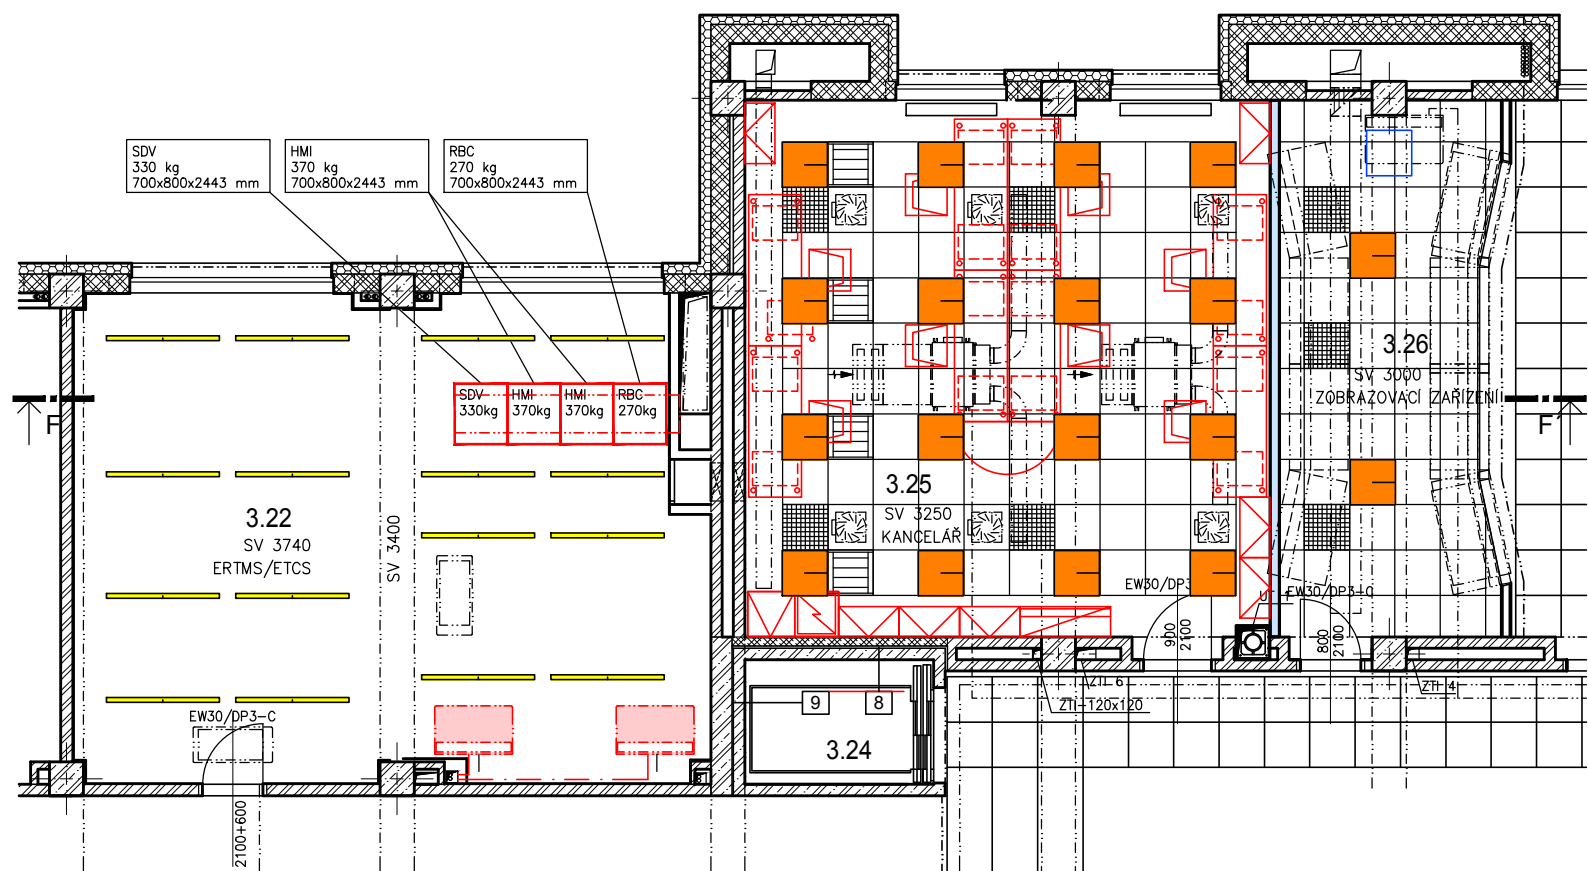 SDV
330 kg
700x800x2443 mm
HMI
370 kg
700x800x2443 mm
RBC
270 kg
700x800x2443 mm
SDV
330kg
HMI
370kg
HMI
370kg
RBC
270kg
F
F
3.22
SV 3740
ERTMS/ETCS
SV 3400
3.25
SV 3250
KANCELÁŘ
3.26
SV 3000
ZOBRAZOVACÍ ZAŘÍZENÍ
EW30/DP3
EW30/DP3-C
900
2100
800
2100
ZTI-6
ZTI-120x120
ZTI-4
EW30/DP3-C
2100+600
9
8
3.24